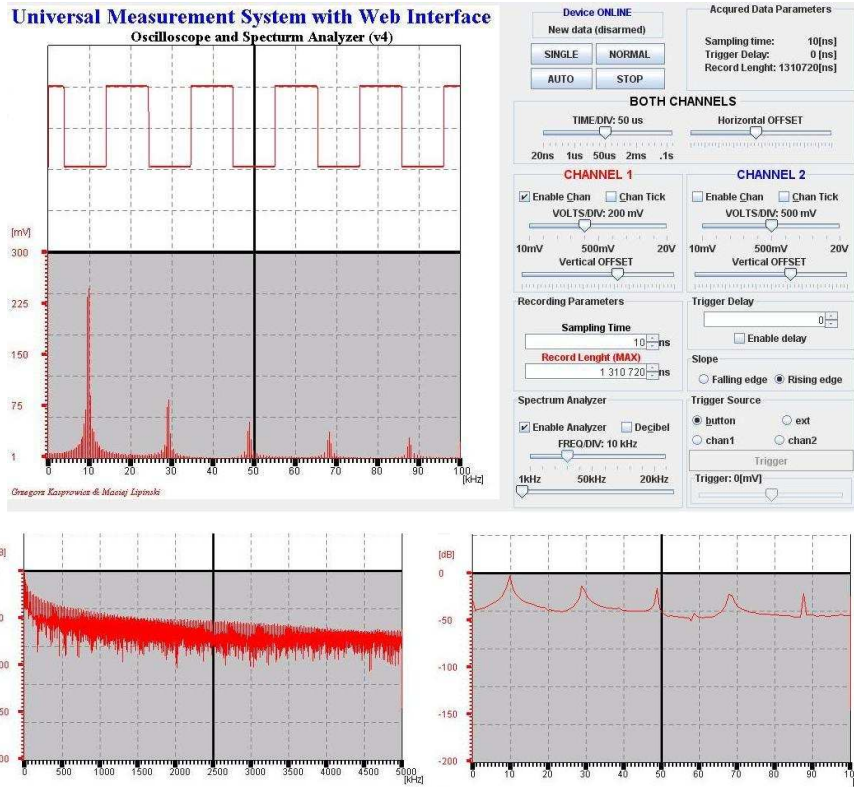 Universal Measurement System with Web Interface
Oscilloscope and Specturm Analyzer (v4)
[mV]
300
225
150
75
1
0 10 20 30 40 50 60 70 80 90 100
[kHz]
Grzegorz Kasprowicz & Maciej Lipinski
Device ONLINE
New data (disarmed)
SINGLE NORMAL
AUTO STOP
Acquired Data Parameters
Sampling time: 10[ns]
Trigger Delay: 0 [ns]
Record Lenght: 1310720[ns]
BOTH CHANNELS
TIME/DIV: 50 us
20ns 1us 50us 2ms .1s
Horizontal OFFSET
CHANNEL 1
Enable Chan Chan Tick
VOLTS/DIV: 200 mV
10mV 500mV 20V
Vertical OFFSET
CHANNEL 2
Enable Chan Chan Tick
VOLTS/DIV: 500 mV
10mV 500mV 20V
Vertical OFFSET
Recording Parameters
Sampling Time
10 ns
Record Lenght (MAX)
1 310 720 ns
Trigger Delay
0
Enable delay
Slope
Falling edge Rising edge
Spectrum Analyzer
Enable Analyzer Decibel
FREQ/DIV: 10 kHz
1kHz 50kHz 20kHz
Trigger Source
button ext
chan1 chan2
Trigger
Trigger: 0[mV]
0 500 1000 1500 2000 2500 3000 3500 4000 4500 5000
[kHz]
[dB]
0
-50
-100
-150
-200
0 10 20 30 40 50 60 70 80 90